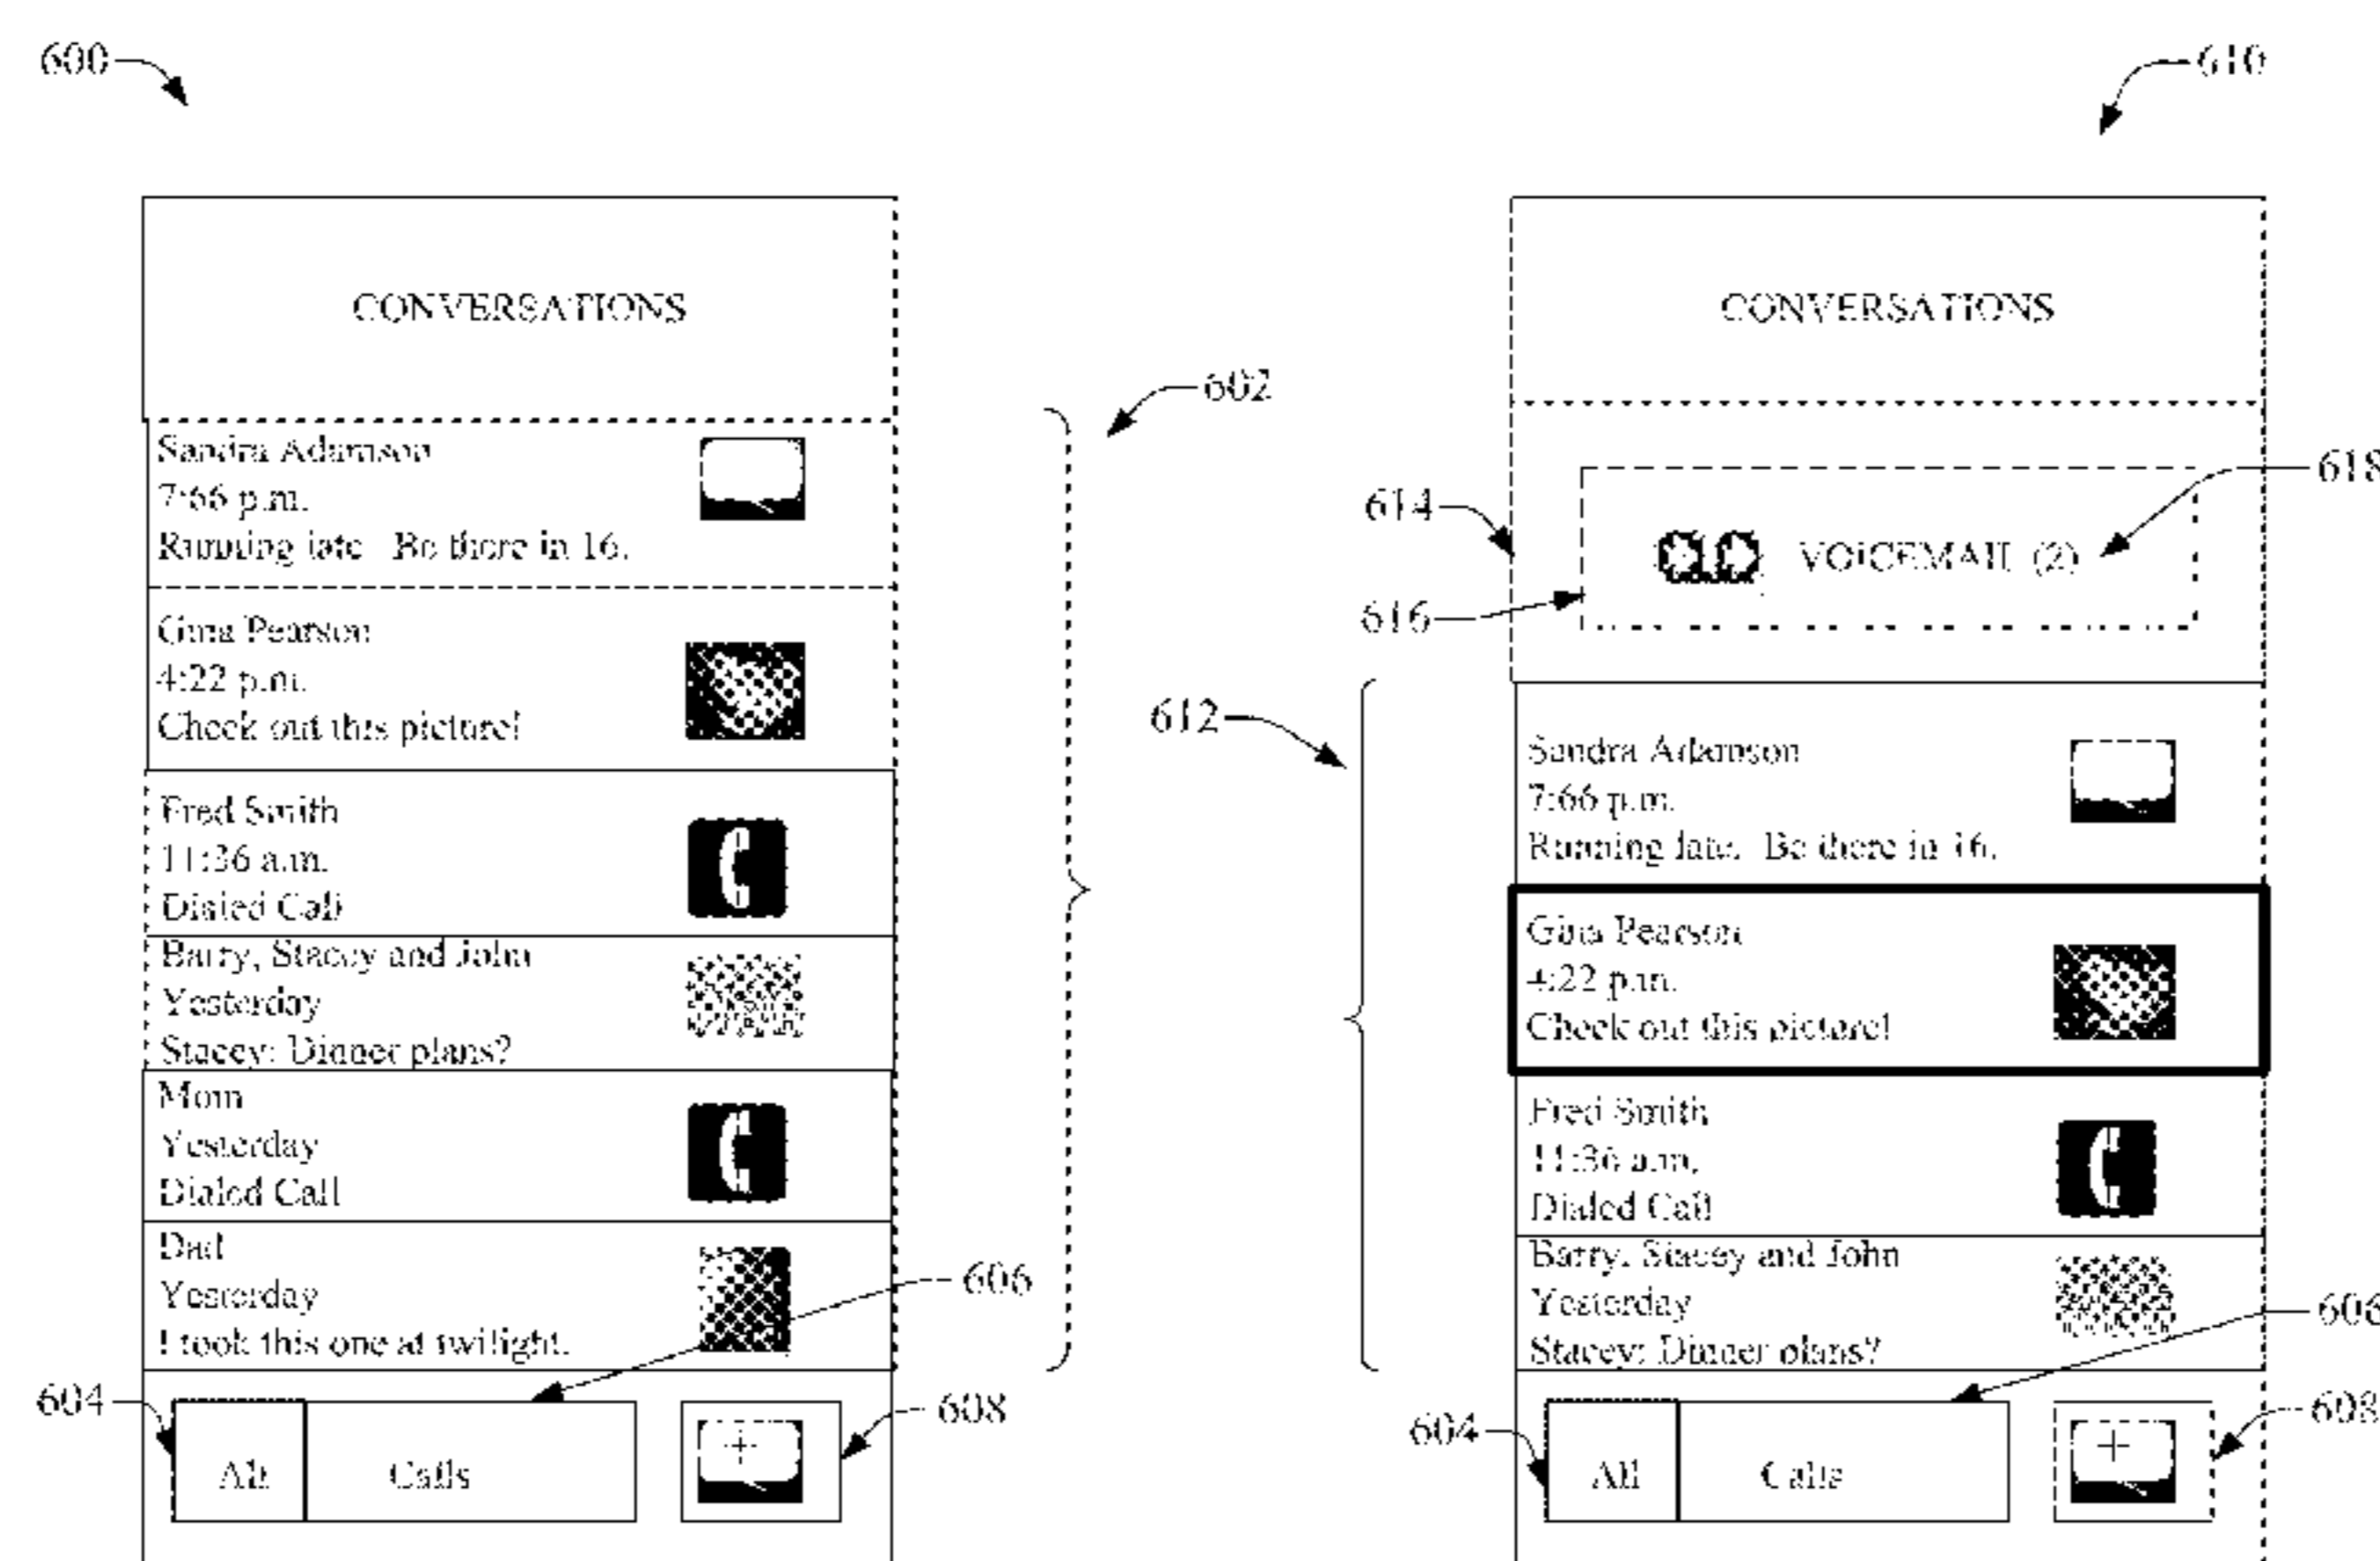 600
610
CONVERSATIONS
Sandra Adamson
7:66 p.m.
Running late. Be there in 16.
Gina Pearson
4:22 p.m.
Check out this picture!
Fred Smith
11:36 a.m.
Dialed Call
Barry, Stacey and John
Yesterday
Stacey: Dinner plans?
Mom
Yesterday
Dialed Call
Dad
Yesterday
I took this one at twilight.
All
Calls
602
604
606
608
CONVERSATIONS
VOICEMAIL (2)
Sandra Adamson
7:66 p.m.
Running late. Be there in 16.
Gina Pearson
4:22 p.m.
Check out this picture!
Fred Smith
11:36 a.m.
Dialed Call
Barry, Stacey and John
Yesterday
Stacey: Dinner plans?
All
Calls
612
614
616
618
604
606
608